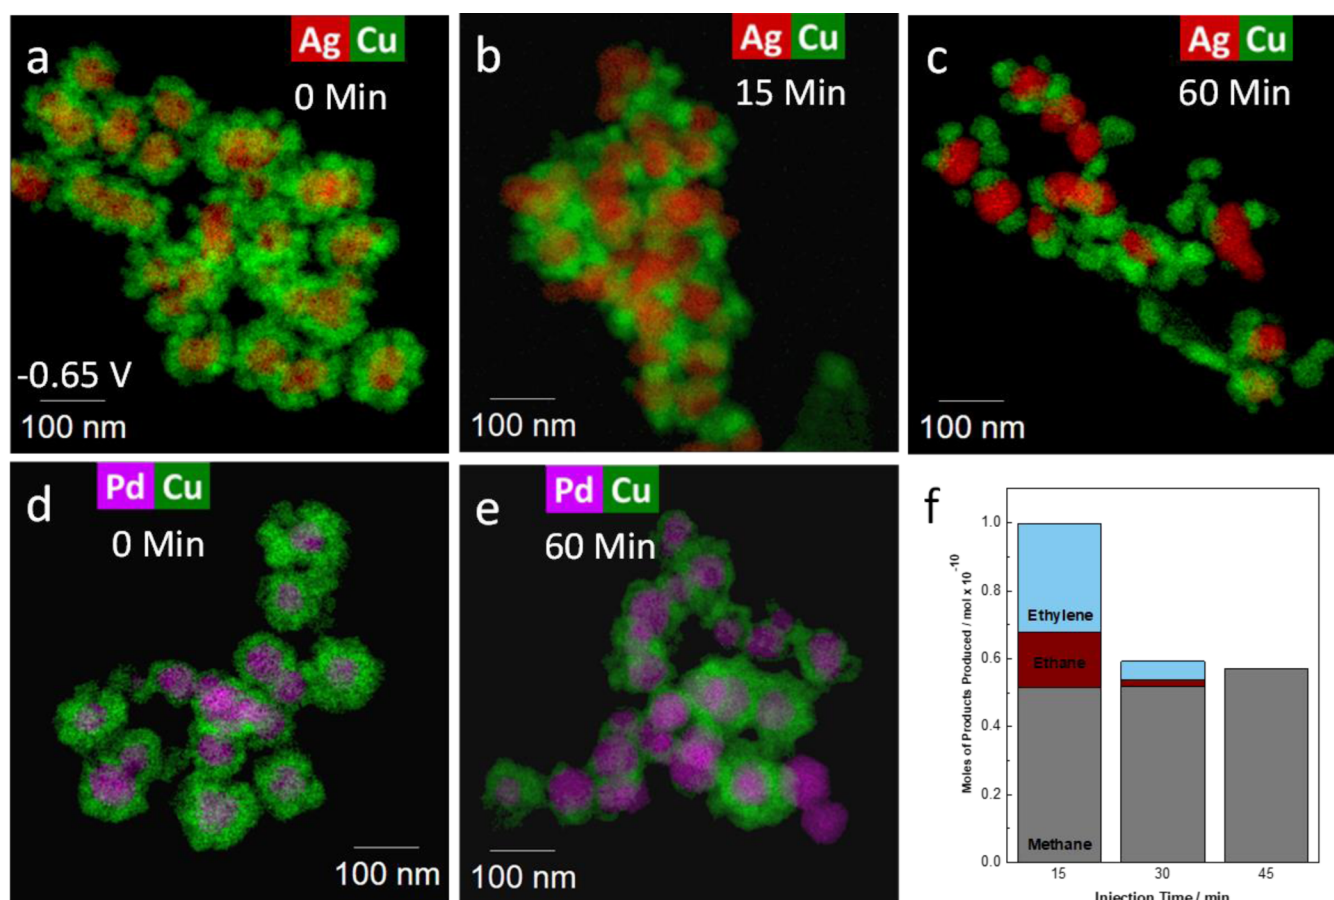 a
Ag Cu
0 Min
-0.65 V
100 nm
b
Ag Cu
15 Min
100 nm
c
Ag Cu
60 Min
100 nm
d
Pd Cu
0 Min
100 nm
e
Pd Cu
60 Min
100 nm
f
Moles of Products Produced / mol x 10⁻¹⁰
1.0
0.8
0.6
0.4
0.2
0.0
Ethylene
Ethane
Methane
15 30 45
Injection Time / min